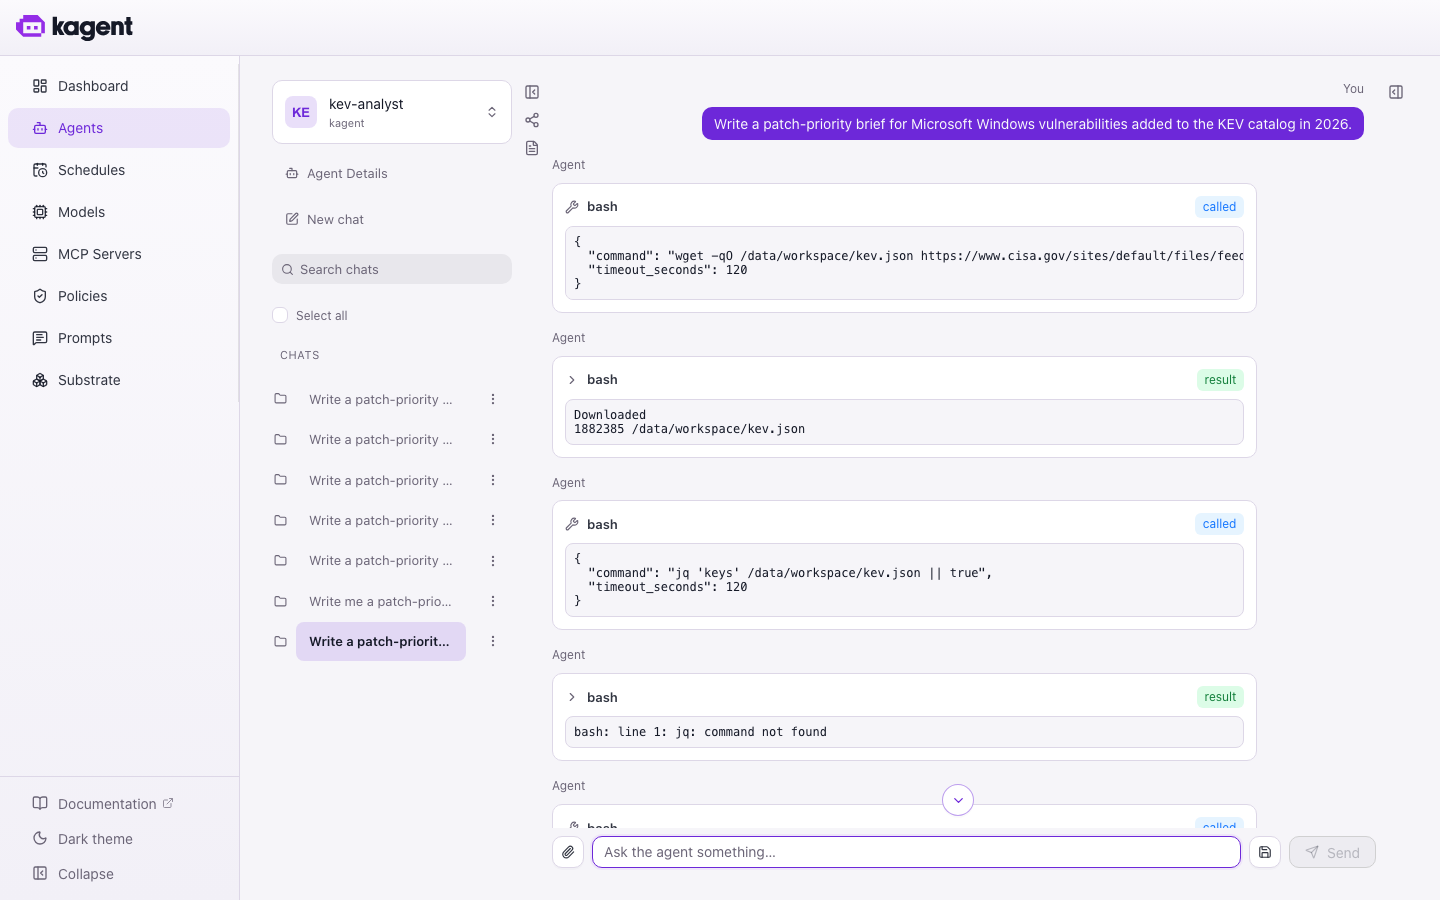 kagent
Dashboard
Agents
Schedules
Models
MCP Servers
Policies
Prompts
Substrate
Documentation
Dark theme
Collapse
KE
kev-analyst
kagent
Agent Details
New chat
Search chats
Select all
CHATS
Write a patch-priority ...
Write a patch-priority ...
Write a patch-priority ...
Write a patch-priority ...
Write a patch-priority ...
Write me a patch-prio...
Write a patch-priorit...
You
Write a patch-priority brief for Microsoft Windows vulnerabilities added to the KEV catalog in 2026.
Agent
bash called
{
"command": "wget -qO /data/workspace/kev.json https://www.cisa.gov/sites/default/files/feed
"timeout_seconds": 120
}
Agent
bash result
Downloaded
1882385 /data/workspace/kev.json
Agent
bash called
{
"command": "jq 'keys' /data/workspace/kev.json || true",
"timeout_seconds": 120
}
Agent
bash result
bash: line 1: jq: command not found
Agent
bash called
Ask the agent something...
Send